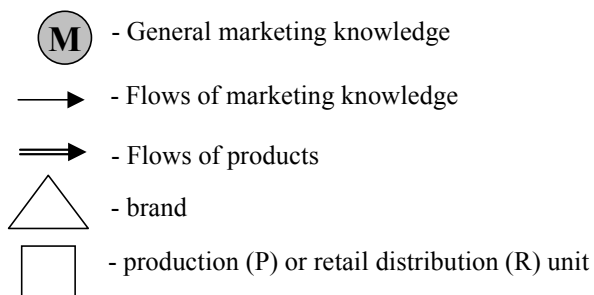 M - General marketing knowledge
- Flows of marketing knowledge
- Flows of products
- brand
- production (P) or retail distribution (R) unit